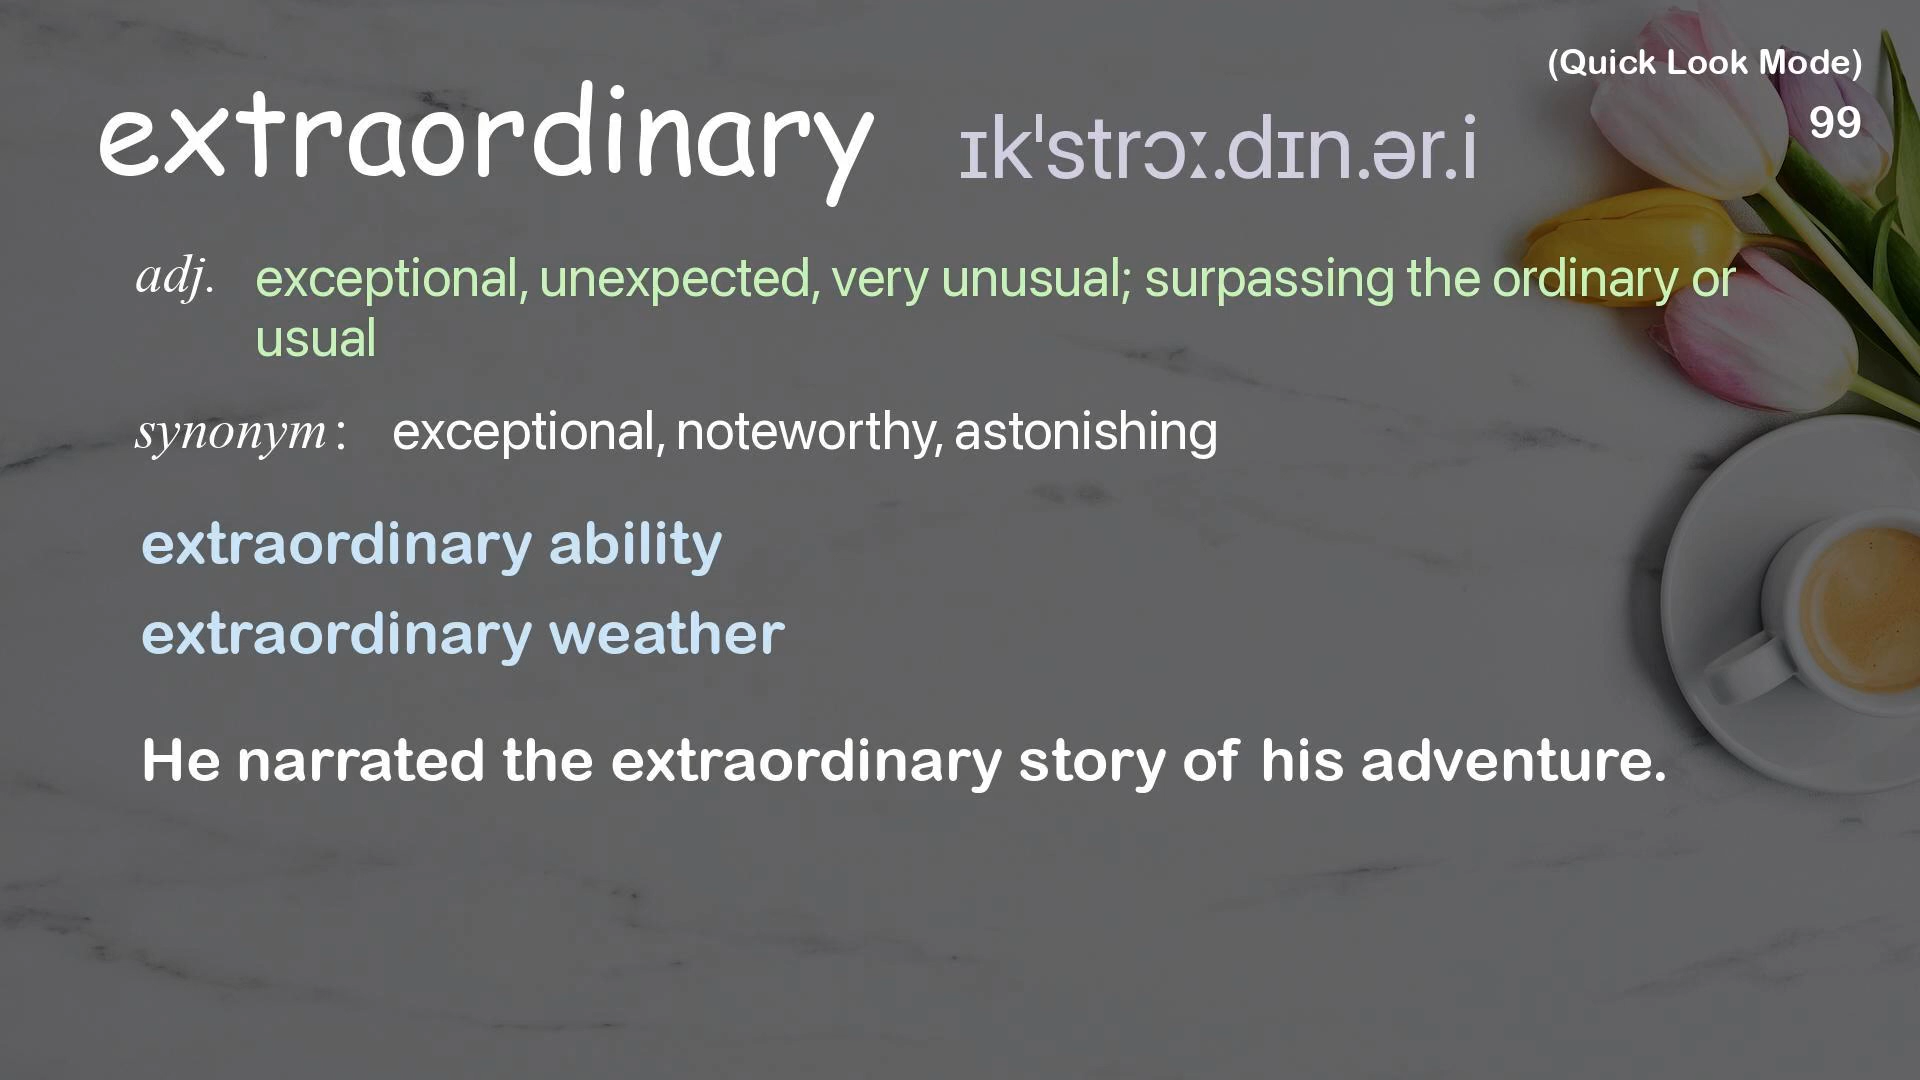 (Quick Look Mode)
extraordinary ɪkˈstrɔː.dɪn.ər.i 99
adj. exceptional, unexpected, very unusual; surpassing the ordinary or
usual
synonym: exceptional, noteworthy, astonishing
extraordinary ability
extraordinary weather
He narrated the extraordinary story of his adventure.